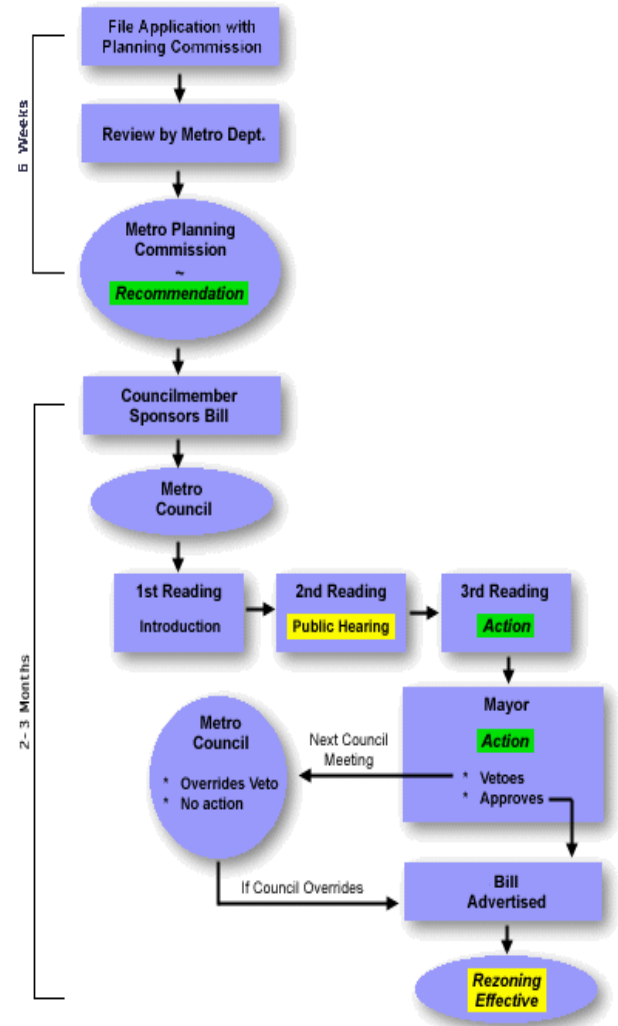 File Application with
Planning Commission
6 Weeks
Review by Metro Dept.
Metro Planning
Commission
~
Recommendation
Councilmember
Sponsors Bill
Metro
Council
2-3 Months
1st Reading
Introduction
2nd Reading
Public Hearing
3rd Reading
Action
Mayor
Action
* Vetoes
* Approves
Next Council
Meeting
Metro
Council
* Overrides Veto
* No action
If Council Overrides
Bill
Advertised
Rezoning
Effective